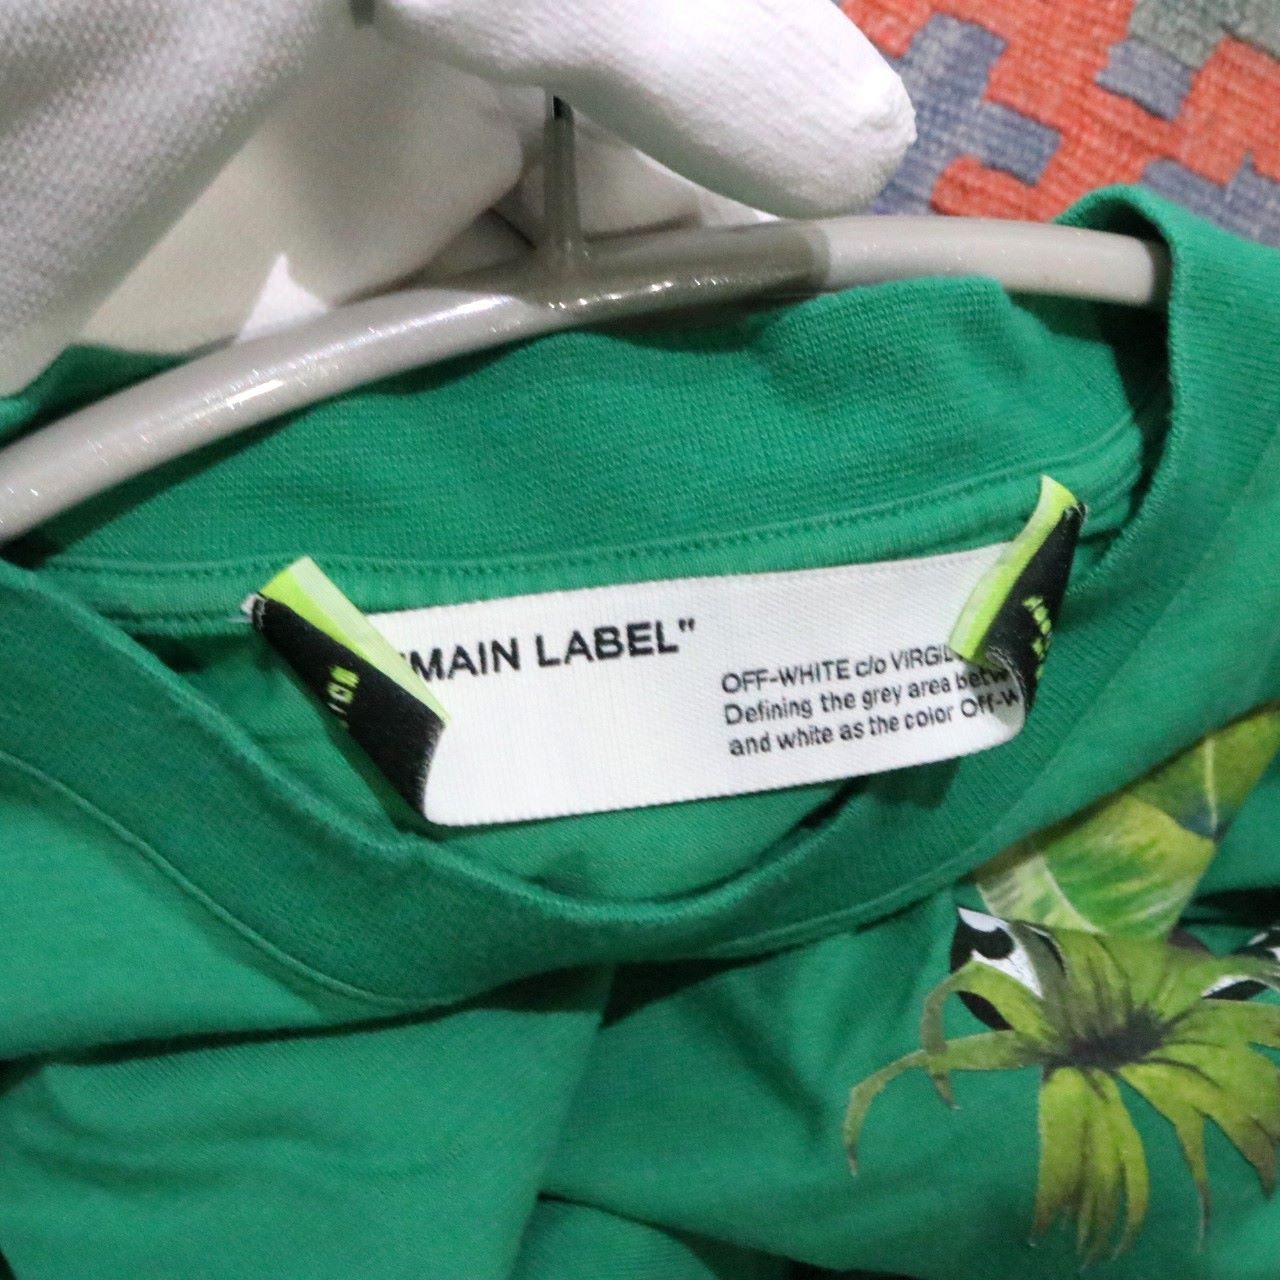 "MAIN LABEL"
OFF-WHITE c/o VIRGIL
Defining the grey area betw
and white as the color Off-W